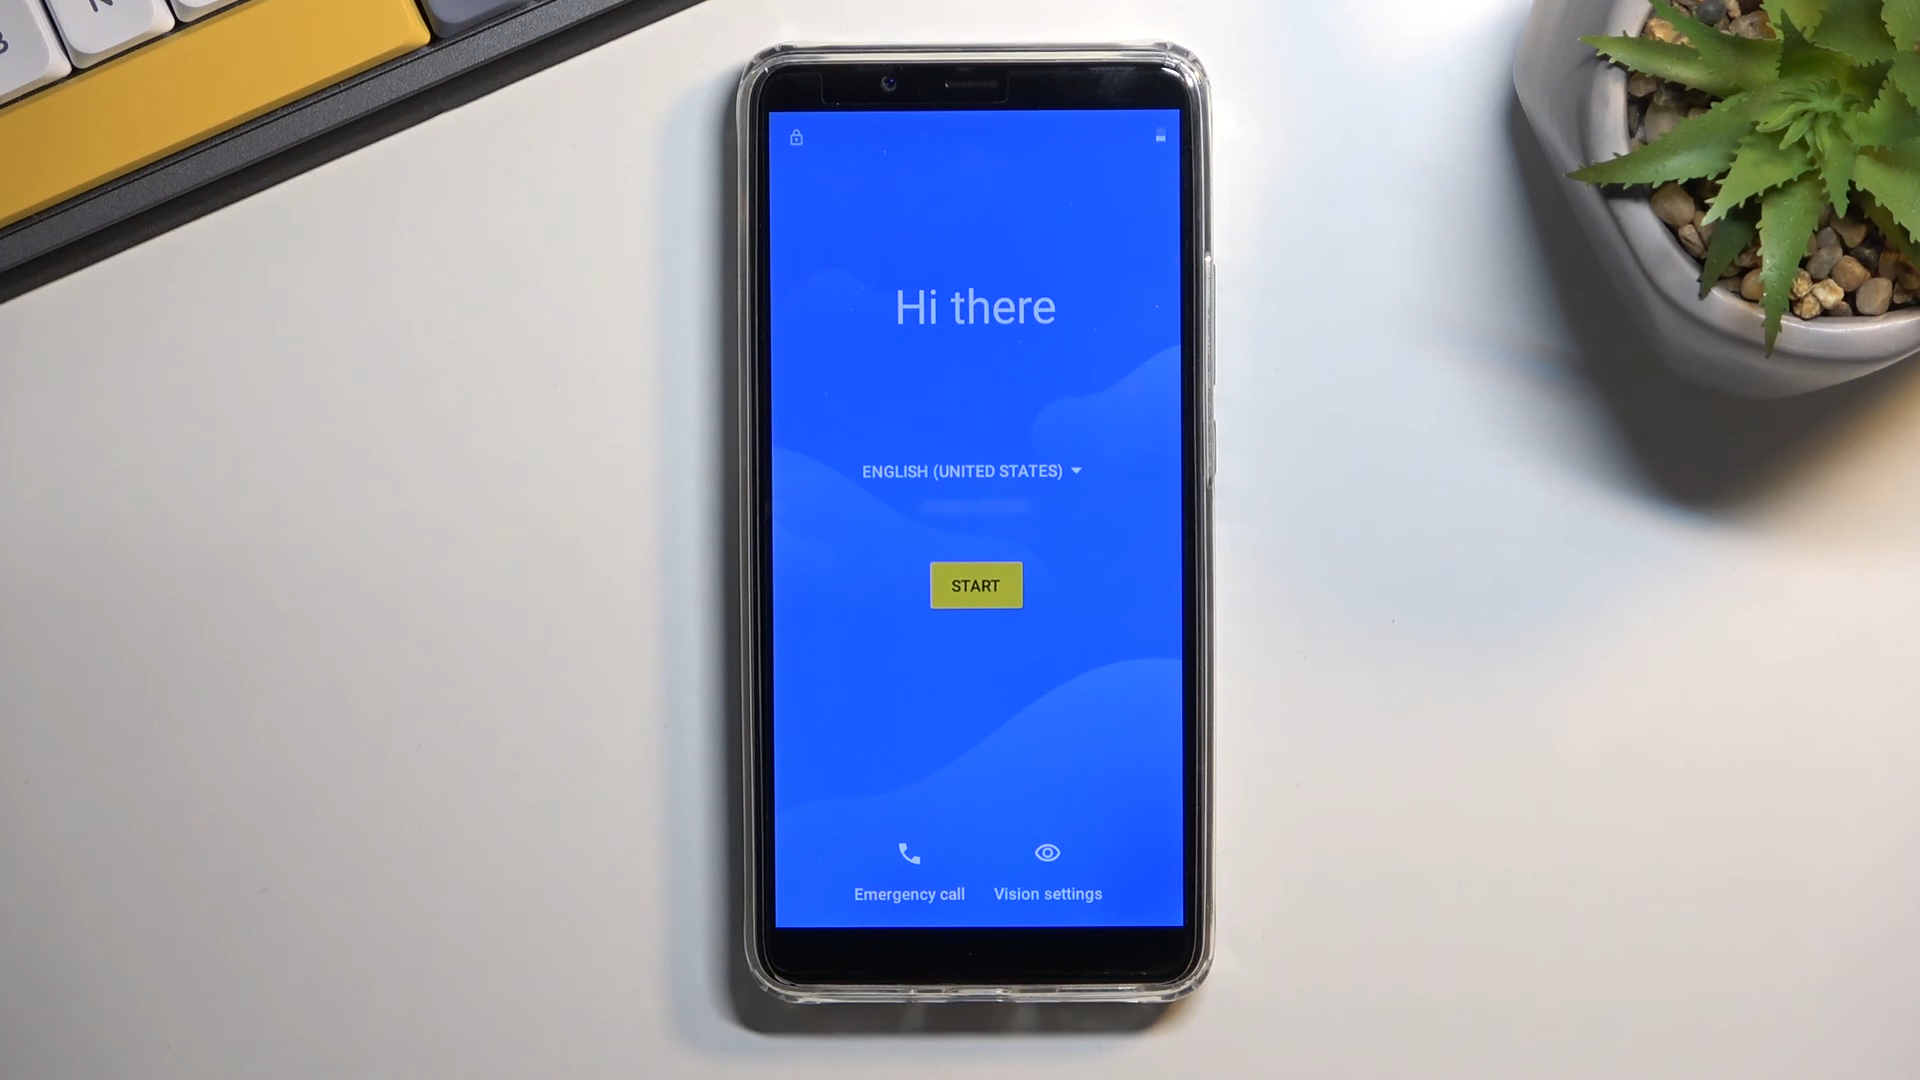 B
N
Hi there
ENGLISH (UNITED STATES)
START
Emergency call
Vision settings